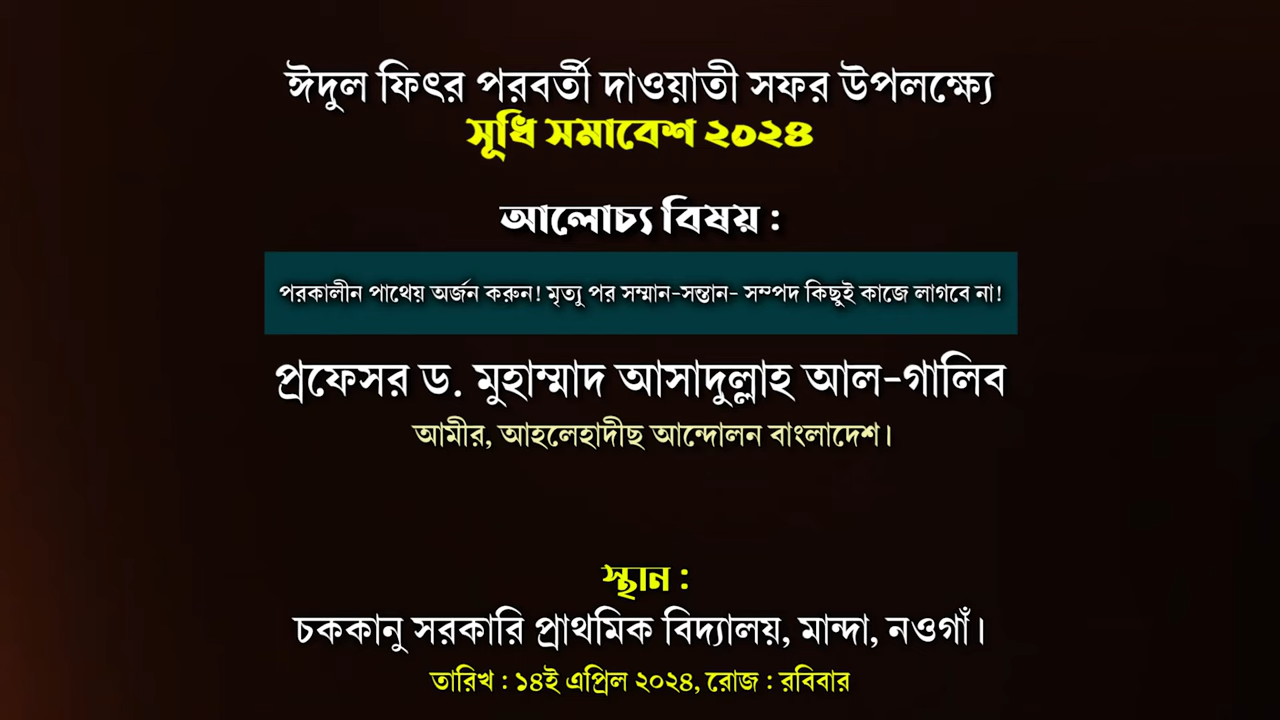 ঈদুল ফিৎর পরবর্তী দাওয়াতী সফর উপলক্ষ্যে
সূধি সমাবেশ ২০২৪
আলোচ্য বিষয় :
পরকালীন পাথেয় অর্জন করুন! মৃত্যু পর সম্মান-সন্তান- সম্পদ কিছুই কাজে লাগবে না!
প্রফেসর ড. মুহাম্মাদ আসাদুল্লাহ আল-গালিব
আমীর, আহলেহাদীছ আন্দোলন বাংলাদেশ।
স্থান :
চককানু সরকারি প্রাথমিক বিদ্যালয়, মান্দা, নওগাঁ।
তারিখ : ১৪ই এপ্রিল ২০২৪, রোজ : রবিবার